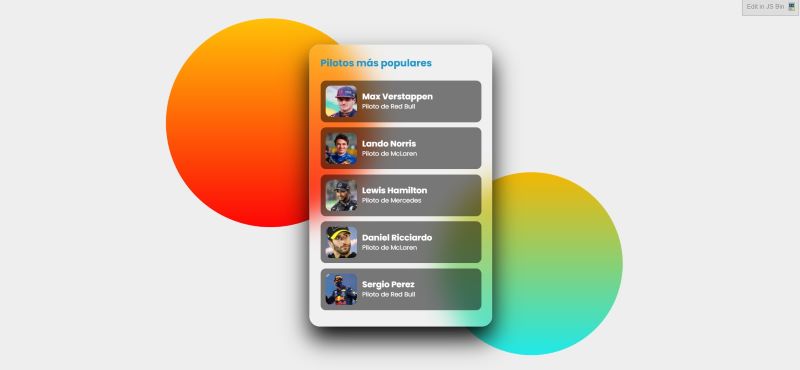 Edit in JS Bin
Pilotos más populares
Max Verstappen
Piloto de Red Bull
Lando Norris
Piloto de McLaren
Lewis Hamilton
Piloto de Mercedes
Daniel Ricciardo
Piloto de McLaren
Sergio Perez
Piloto de Red Bull